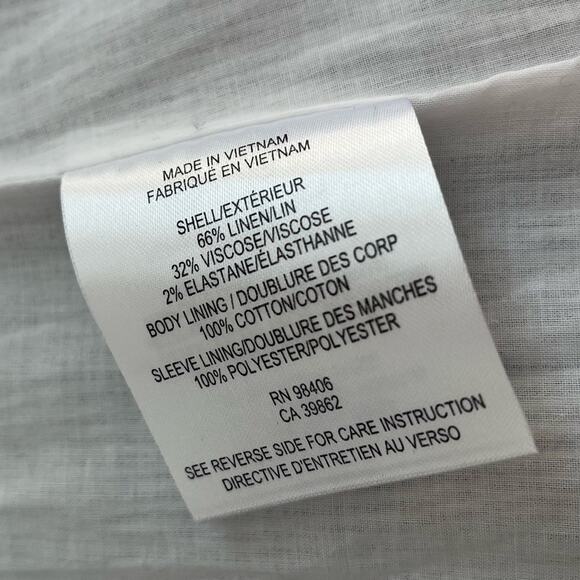 MADE IN VIETNAM
FABRIQUÉ EN VIETNAM
SHELL/EXTÉRIEUR
66% LINEN/LIN
32% VISCOSE/VISCOSE
2% ELASTANE/ÉLASTHANNE
BODY LINING / DOUBLURE DES CORP
100% COTTON/COTON
SLEEVE LINING/DOUBLURE DES MANCHES
100% POLYESTER/POLYESTER
RN 98406
CA 39862
SEE REVERSE SIDE FOR CARE INSTRUCTION
DIRECTIVE D'ENTRETIEN AU VERSO